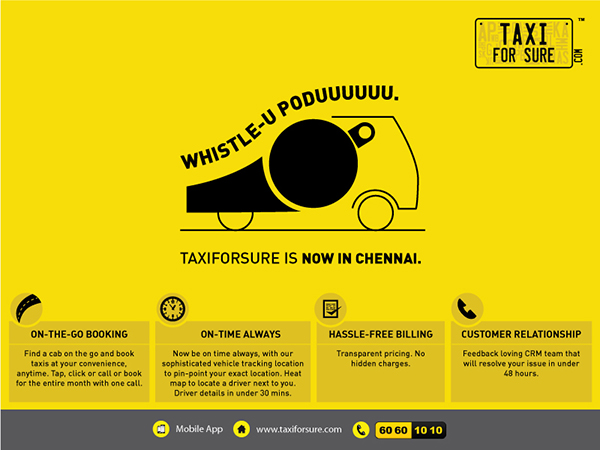 TAXI
FOR SURE
.COM
™
WHISTLE-U PODUUUUUU.
TAXIFORSURE IS NOW IN CHENNAI.
ON-THE-GO BOOKING
Find a cab on the go and book
taxis at your convenience,
anytime. Tap, click or call or book
for the entire month with one call.
ON-TIME ALWAYS
Now be on time always, with our
sophisticated vehicle tracking location
to pin-point your exact location. Heat
map to locate a driver next to you.
Driver details in under 30 mins.
HASSLE-FREE BILLING
Transparent pricing. No
hidden charges.
CUSTOMER RELATIONSHIP
Feedback loving CRM team that
will resolve your issue in under
48 hours.
Mobile App www.taxiforsure.com 60 60 10 10